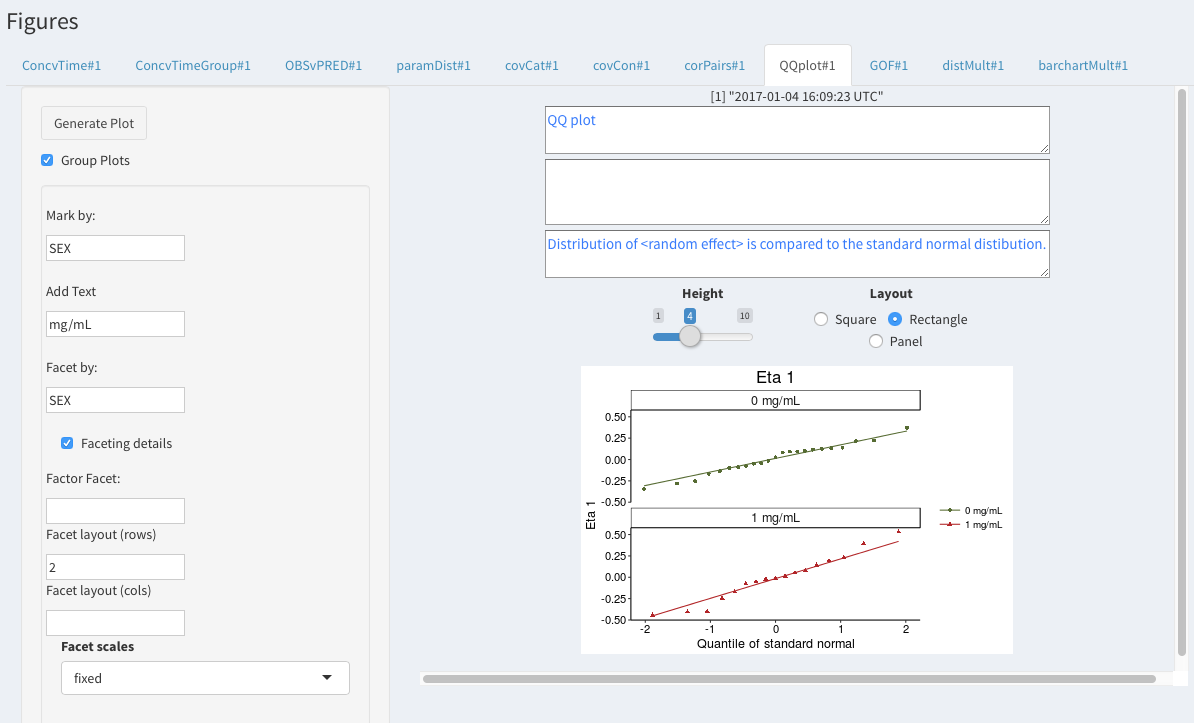 Figures
ConcvTime#1 ConcvTimeGroup#1 OBSvPRED#1 paramDist#1 covCat#1 covCon#1 corPairs#1 QQplot#1 GOF#1 distMult#1 barchartMult#1
Generate Plot
Group Plots
Mark by:
SEX
Add Text
mg/mL
Facet by:
SEX
Faceting details
Factor Facet:
Facet layout (rows)
2
Facet layout (cols)
Facet scales
fixed
[1] "2017-01-04 16:09:23 UTC"
QQ plot
Distribution of <random effect> is compared to the standard normal distibution.
Height
1 4 10
Layout
Square Rectangle
Panel
Eta 1
0 mg/mL
0.50
0.25
0.00
-0.25
-0.50
Eta 1
1 mg/mL
0.50
0.25
0.00
-0.25
-0.50
-2 -1 0 1 2
Quantile of standard normal
0 mg/mL
1 mg/mL